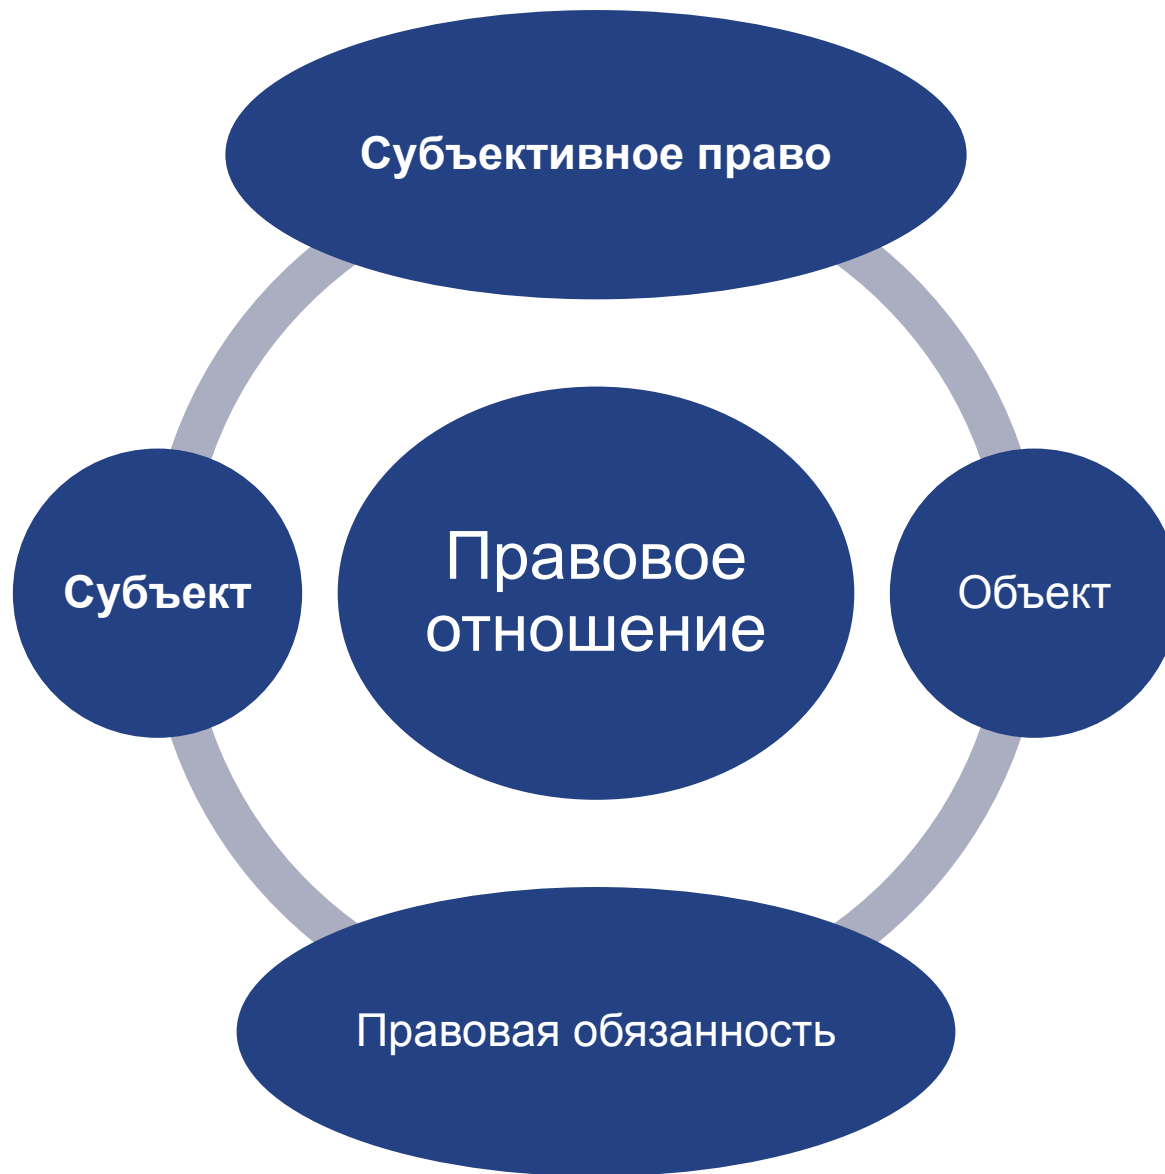 Субъективное право
Субъект
Правовое
отношение
Объект
Правовая обязанность